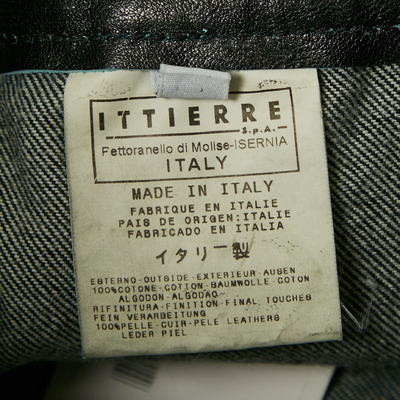 ITTIERRE
S.p.A.
Pettoranello di Molise-ISERNIA
ITALY
MADE IN ITALY
FABRIQUE EN ITALIE
PAIS DE ORIGEN:ITALIE
FABRICADO EN ITALIA
イタリー製
ESTERNO-OUTSIDE-EXTERIEUR-AUSEN
100%COTONE-COTTON-BAUMWOLLE-COTON
ALGODON-ALGODAO
RIFINITURA-FINITION-FINAL TOUCHES
FEIN VERARBEITUNG
100%PELLE-CUIR-PELE LEATHERS
LEDER PIEL